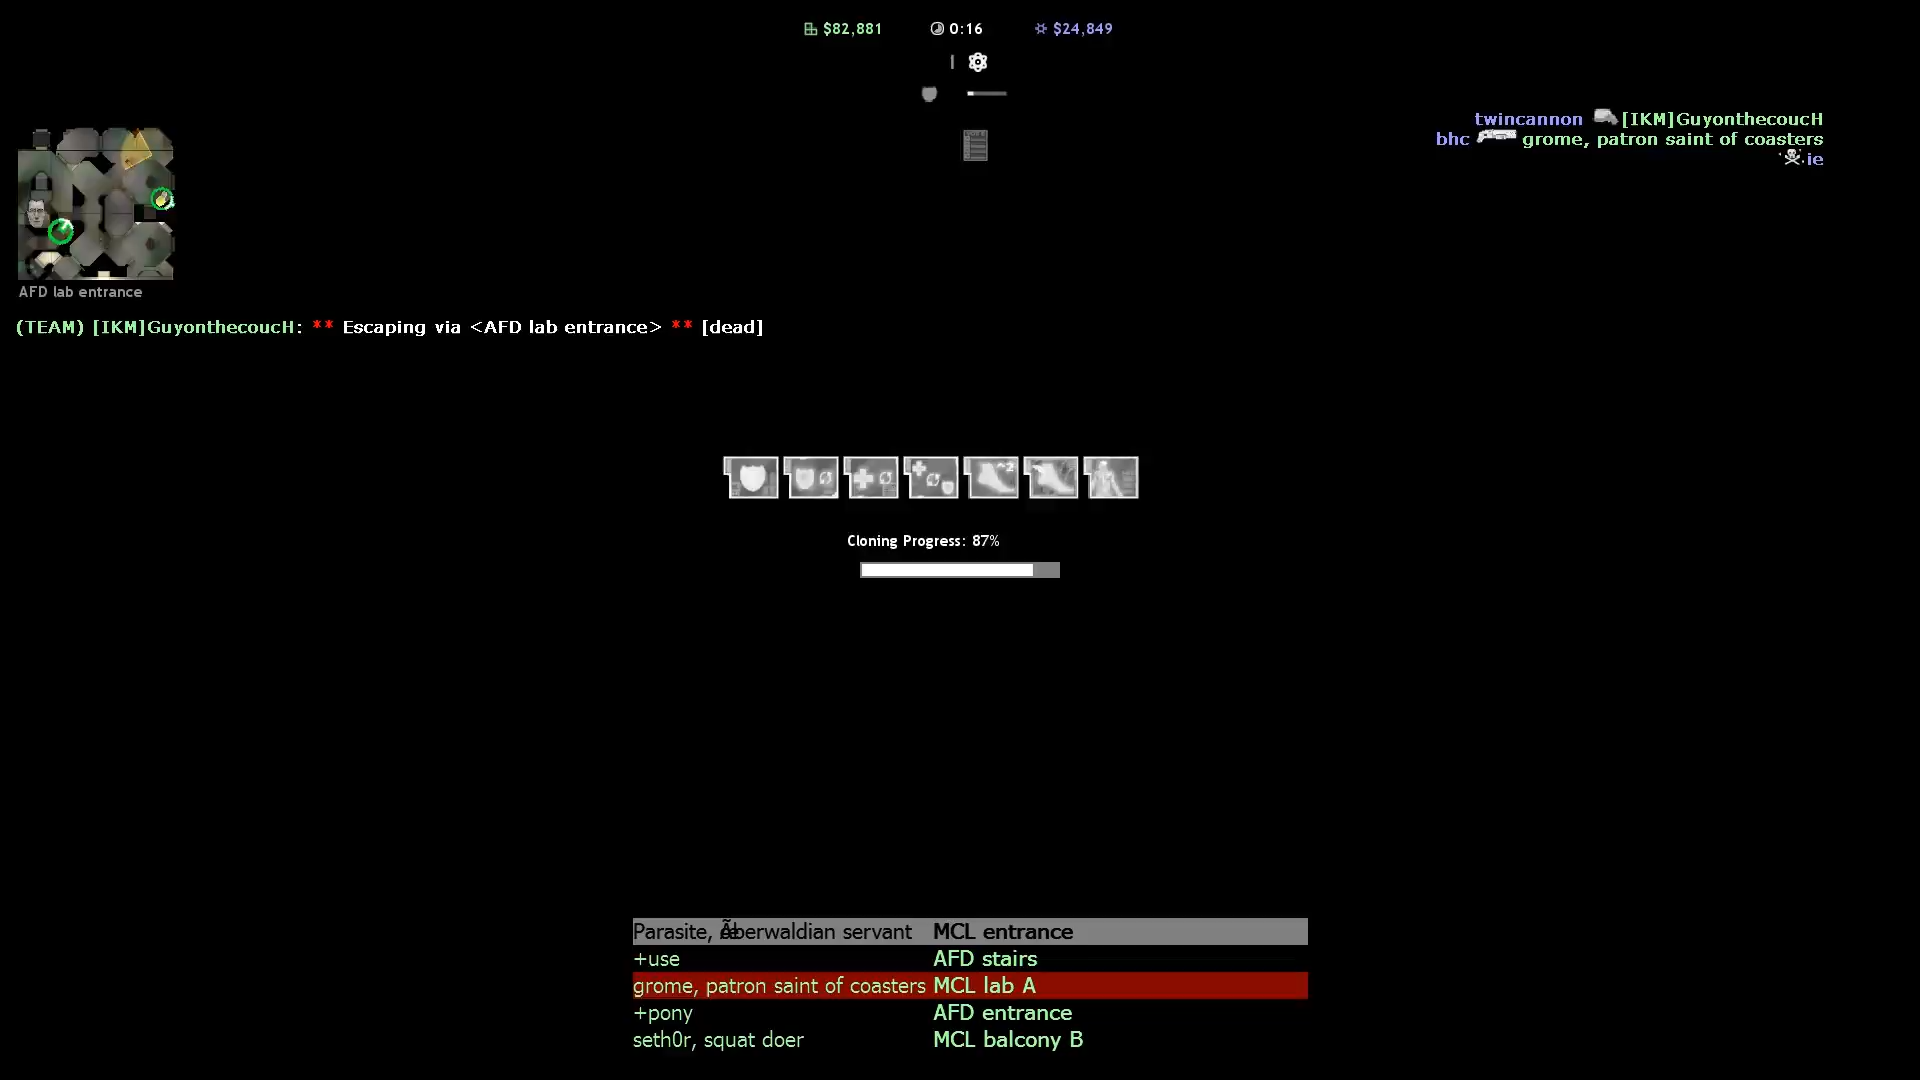 $82,881 0:16 $24,849
twincannon [IKM]GuyonthecoucH
bhc grome, patron saint of coasters
ie
AFD lab entrance
(TEAM) [IKM]GuyonthecoucH: ** Escaping via <AFD lab entrance> ** [dead]
^2
Cloning Progress: 87%
Parasite, berwaldian servant MCL entrance
+use AFD stairs
grome, patron saint of coasters MCL lab A
+pony AFD entrance
seth0r, squat doer MCL balcony B